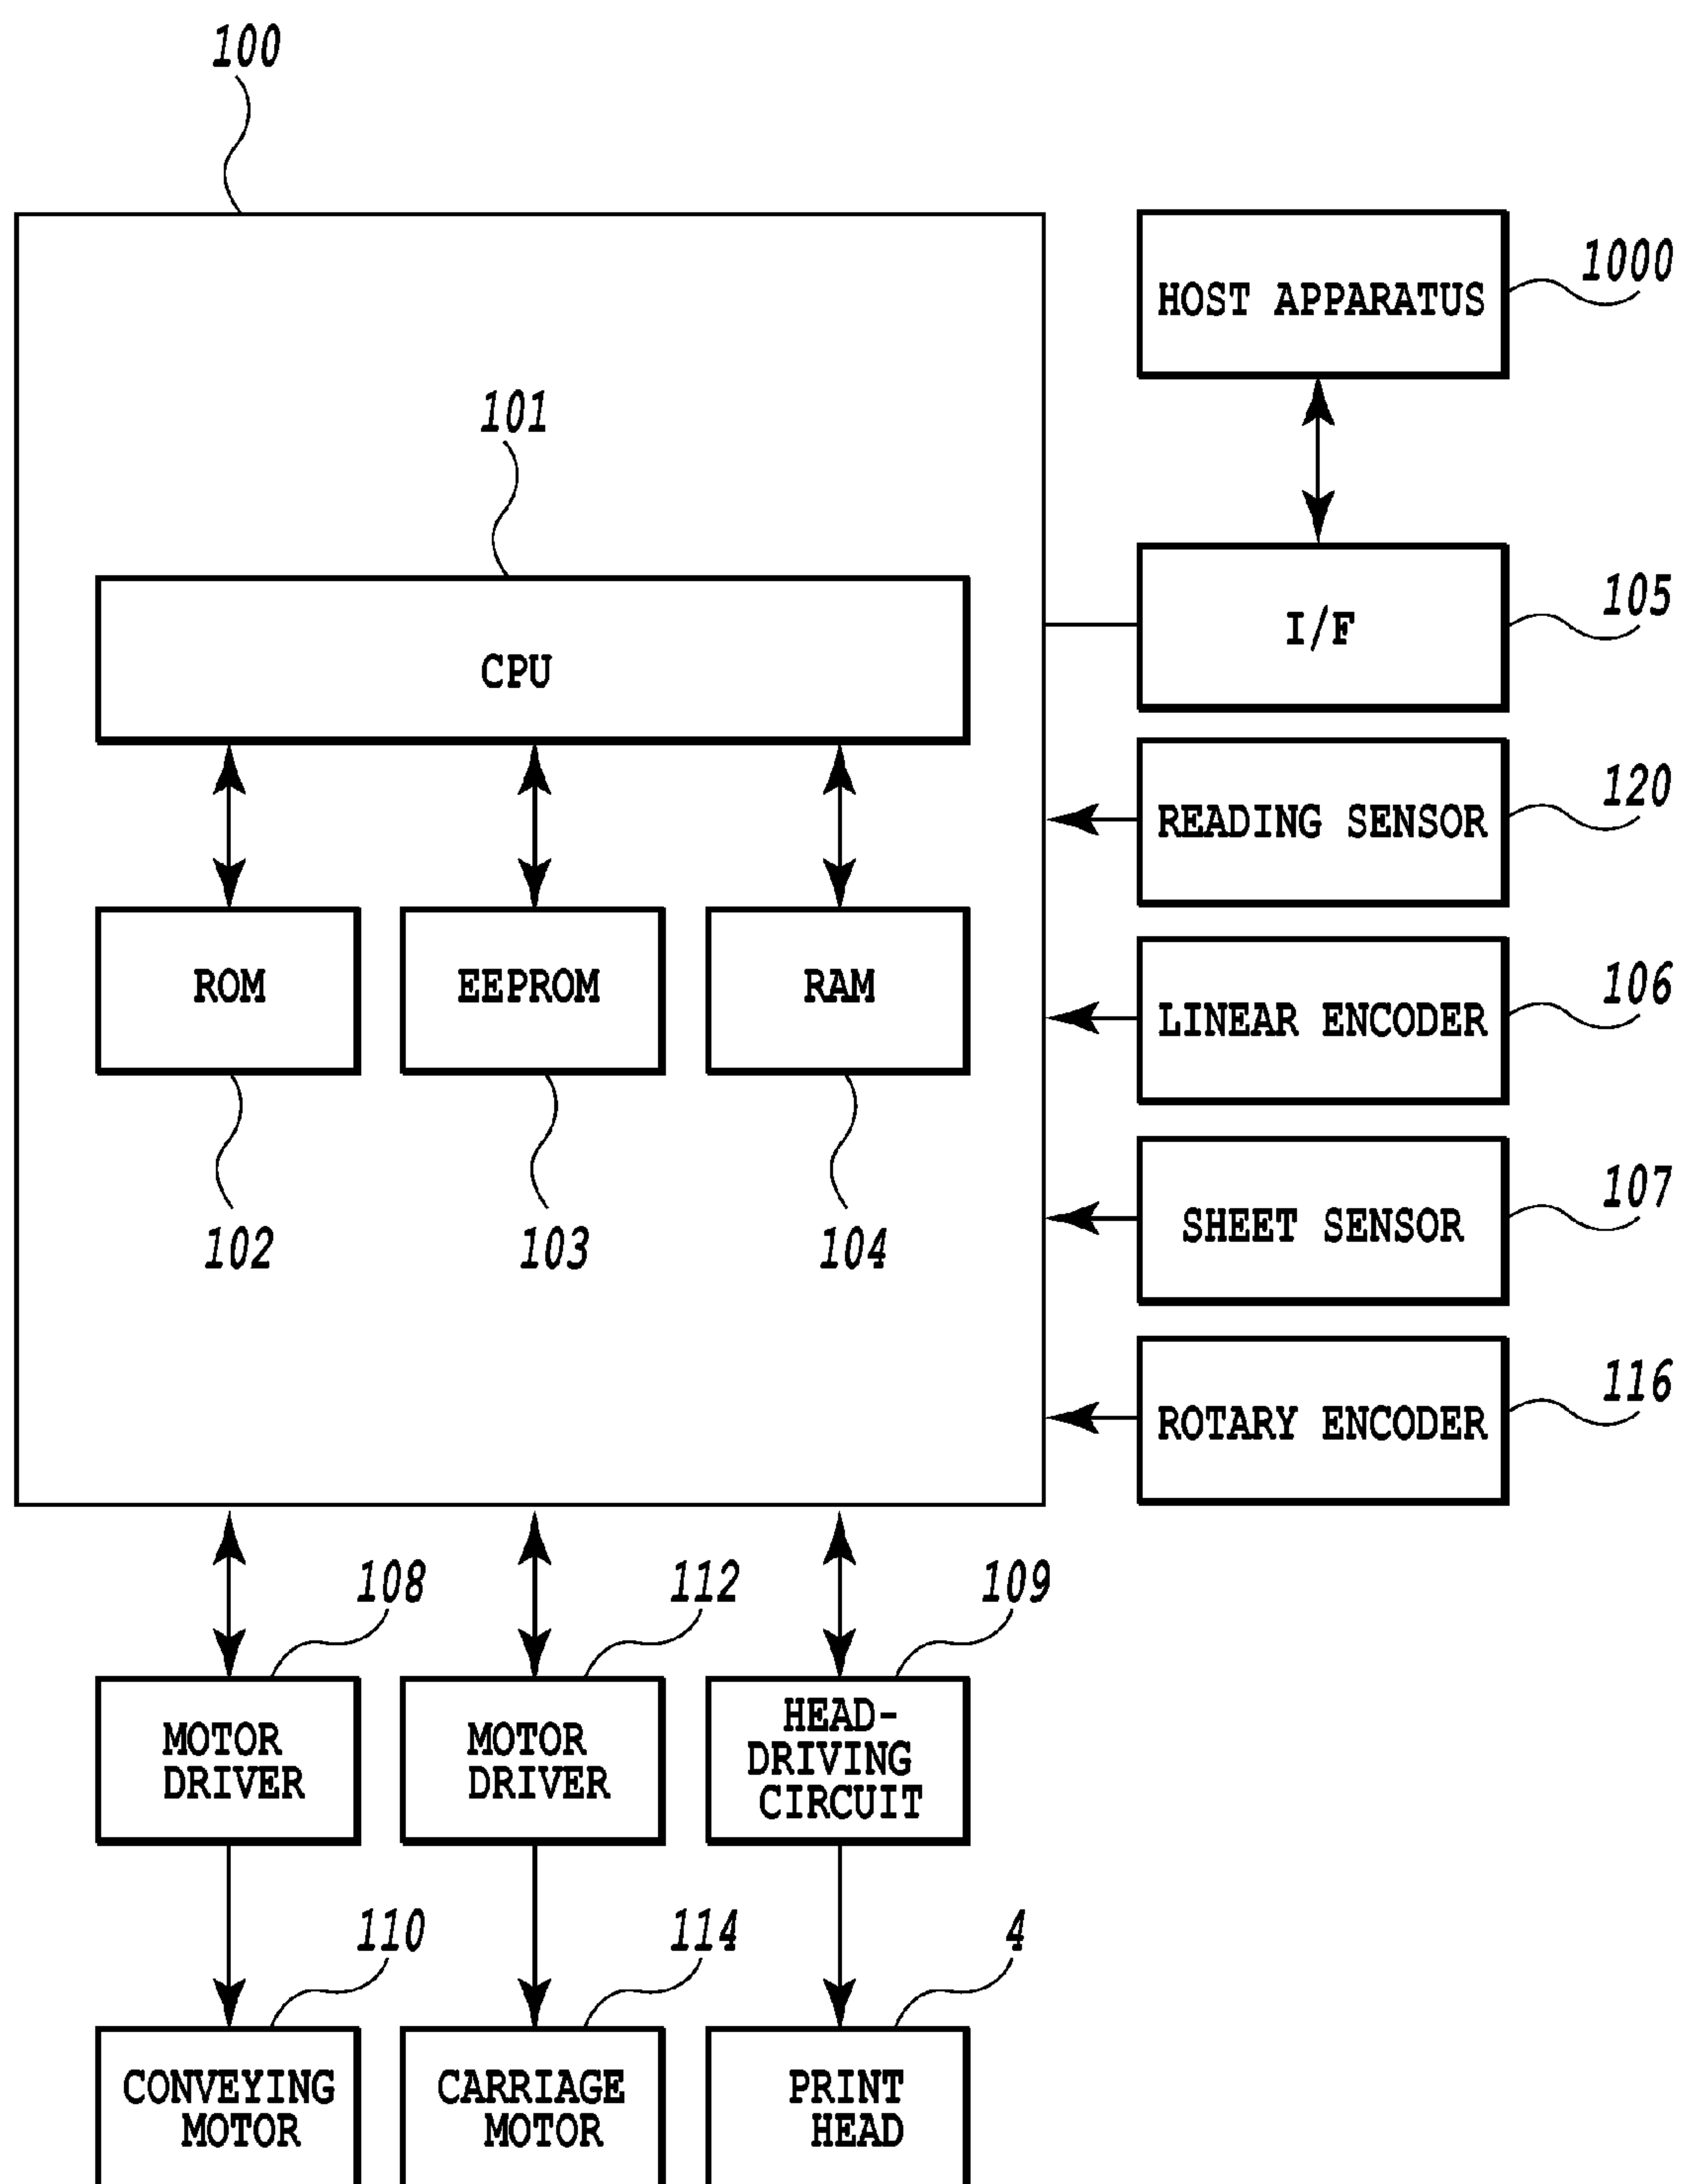 100
HOST APPARATUS
1000
101
CPU
I/F
105
READING SENSOR
120
ROM
EEPROM
RAM
LINEAR ENCODER
106
102
103
104
SHEET SENSOR
107
ROTARY ENCODER
116
108
112
109
MOTOR
DRIVER
MOTOR
DRIVER
HEAD-
DRIVING
CIRCUIT
110
114
4
CONVEYING
MOTOR
CARRIAGE
MOTOR
PRINT
HEAD